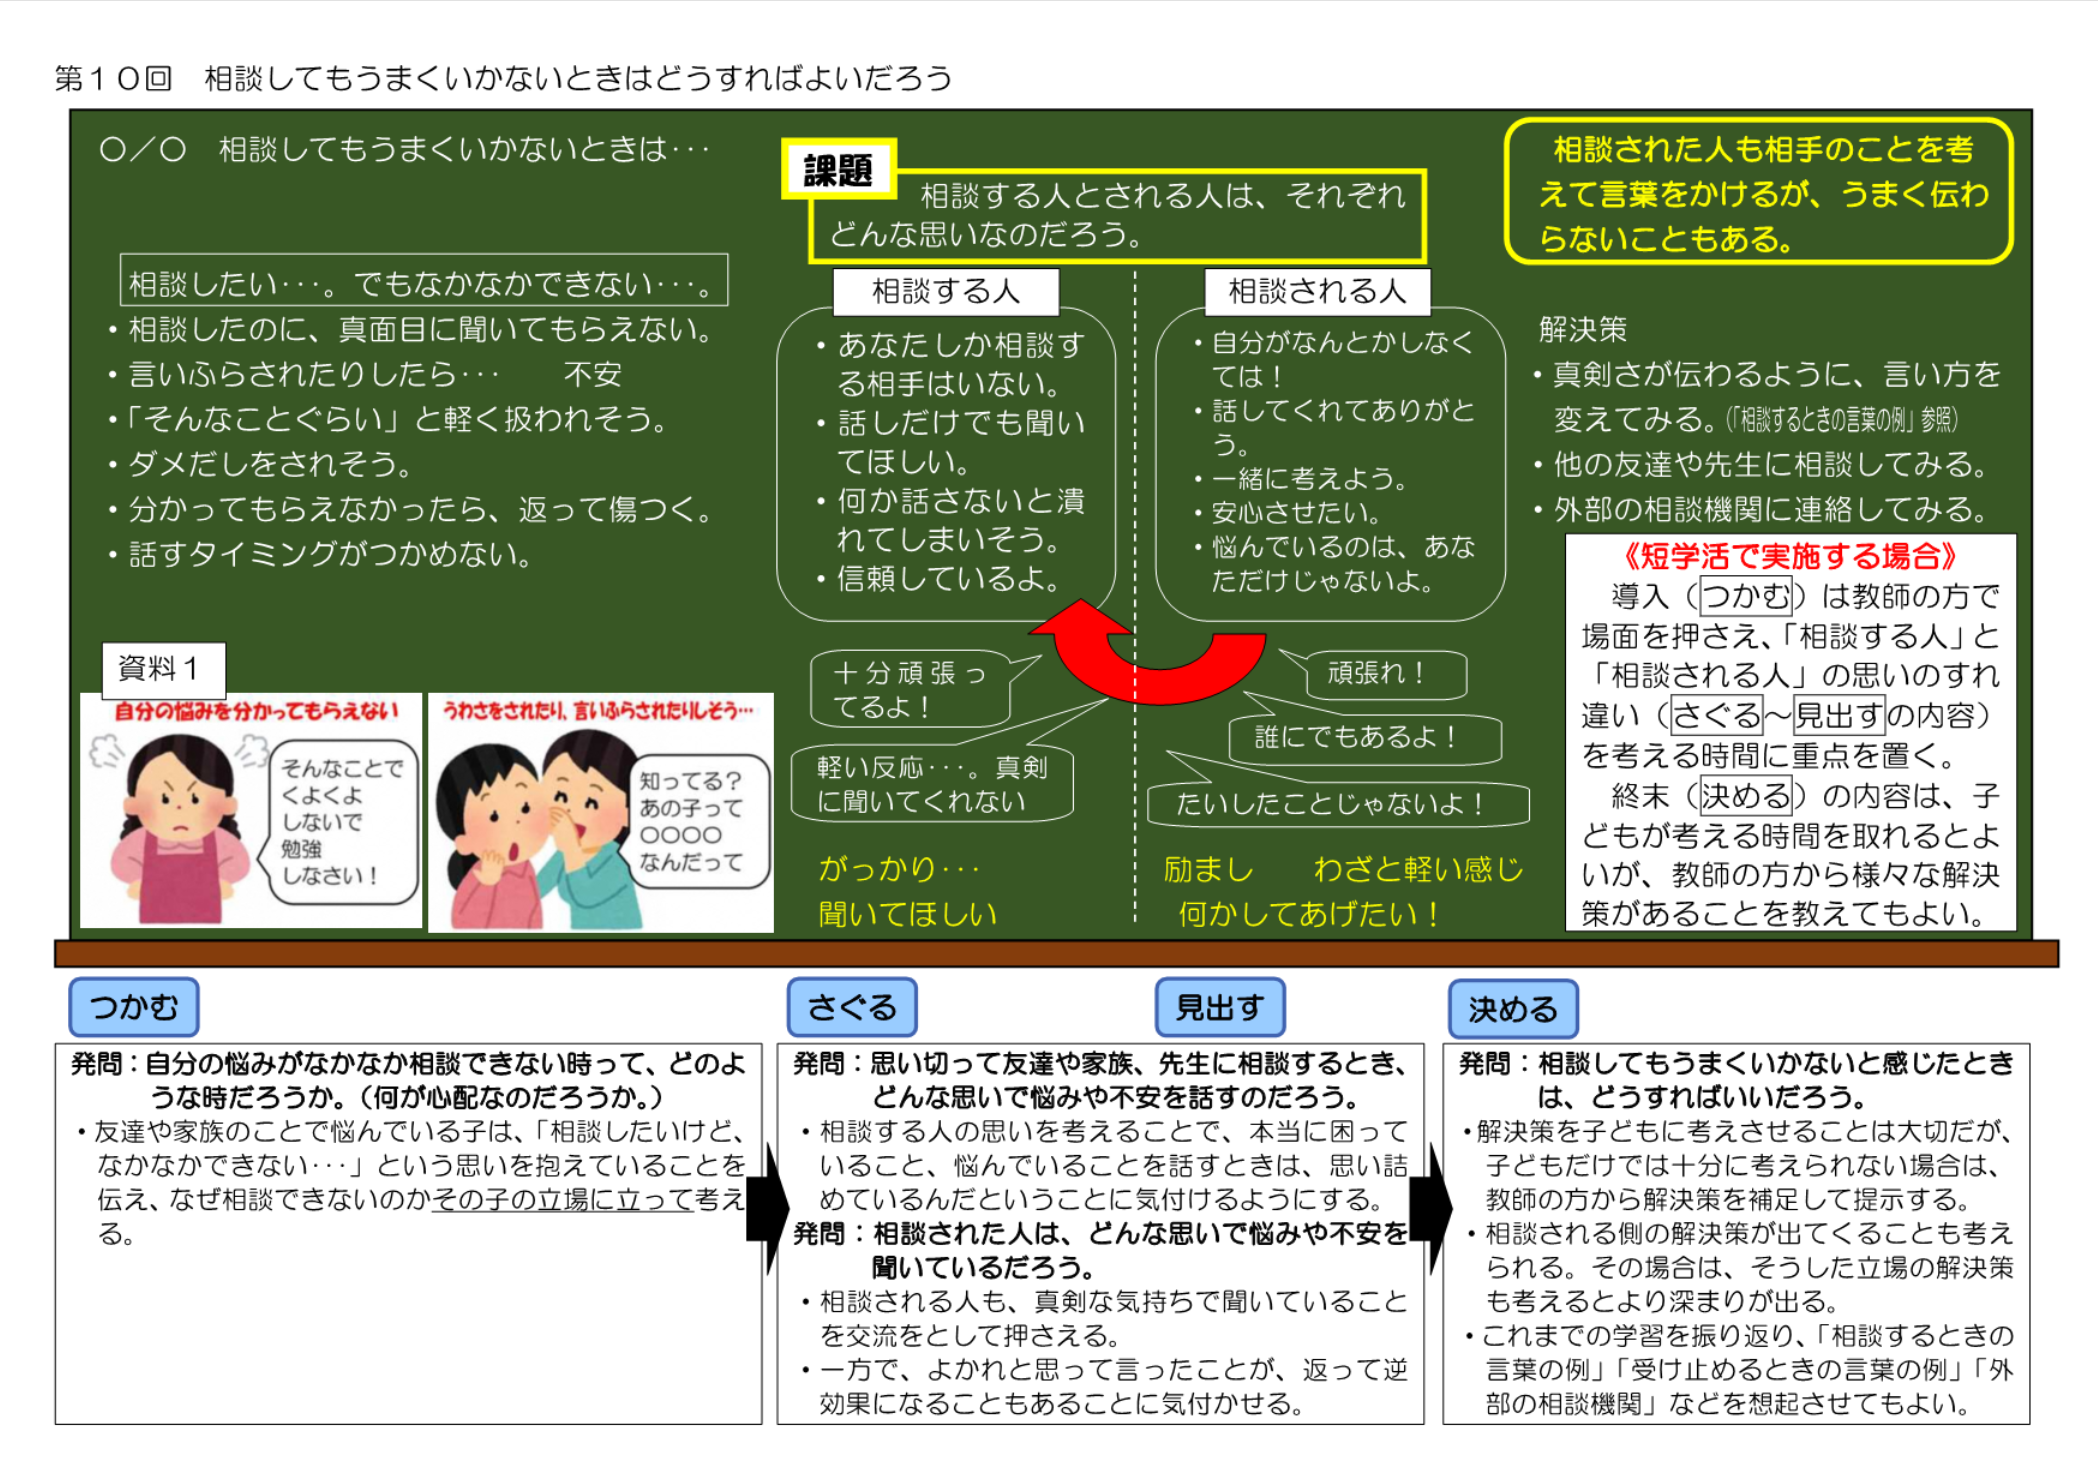 第１０回　相談してもうまくいかないときはどうすればよいだろう
〇／〇　相談してもうまくいかないときは･･･
相談したい･･･。でもなかなかできない･･･。
・相談したのに、真面目に聞いてもらえない。
・言いふらされたりしたら･･･　　不安
・「そんなことぐらい」と軽く扱われそう。
・ダメだしをされそう。
・分かってもらえなかったら、返って傷つく。
・話すタイミングがつかめない。
資料１
自分の悩みを分かってもらえない
そんなことで
くよくよ
しないで
勉強
しなさい！
うわさをされたり、言いふらされたりしそう…
知ってる？
あの子って
〇〇〇〇
なんだって
課題
相談する人とされる人は、それぞれ
どんな思いなのだろう。
相談する人
・あなたしか相談す
る相手はいない。
・話しだけでも聞い
てほしい。
・何か話さないと潰
れてしまいそう。
・信頼しているよ。
相談される人
・自分がなんとかしなく
ては！
・話してくれてありがと
う。
・一緒に考えよう。
・安心させたい。
・悩んでいるのは、あな
ただけじゃないよ。
十分頑張っ
てるよ！
軽い反応･･･。真剣
に聞いてくれない
頑張れ！
誰にでもあるよ！
たいしたことじゃないよ！
がっかり･･･
聞いてほしい
励まし　　わざと軽い感じ
何かしてあげたい！
相談された人も相手のことを考
えて言葉をかけるが、うまく伝わ
らないこともある。
解決策
・真剣さが伝わるように、言い方を
変えてみる。（「相談するときの言葉の例」参照）
・他の友達や先生に相談してみる。
・外部の相談機関に連絡してみる。
《短学活で実施する場合》
導入（つかむ）は教師の方で
場面を押さえ、「相談する人」と
「相談される人」の思いのすれ
違い（さぐる～見出すの内容）
を考える時間に重点を置く。
終末（決める）の内容は、子
どもが考える時間を取れるとよ
いが、教師の方から様々な解決
策があることを教えてもよい。
つかむ
発問：自分の悩みがなかなか相談できない時って、どのよ
うな時だろうか。（何が心配なのだろうか。）
・友達や家族のことで悩んでいる子は、「相談したいけど、
なかなかできない･･･」という思いを抱えていることを
伝え、なぜ相談できないのかその子の立場に立って考え
る。
さぐる
見出す
発問：思い切って友達や家族、先生に相談するとき、
どんな思いで悩みや不安を話すのだろう。
・相談する人の思いを考えることで、本当に困って
いること、悩んでいることを話すときは、思い詰
めているんだということに気付けるようにする。
発問：相談された人は、どんな思いで悩みや不安を
聞いているだろう。
・相談される人も、真剣な気持ちで聞いていること
を交流をとして押さえる。
・一方で、よかれと思って言ったことが、返って逆
効果になることもあることに気付かせる。
決める
発問：相談してもうまくいかないと感じたとき
は、どうすればいいだろう。
・解決策を子どもに考えさせることは大切だが、
子どもだけでは十分に考えられない場合は、
教師の方から解決策を補足して提示する。
・相談される側の解決策が出てくることも考え
られる。その場合は、そうした立場の解決策
も考えるとより深まりが出る。
・これまでの学習を振り返り、「相談するときの
言葉の例」「受け止めるときの言葉の例」「外
部の相談機関」などを想起させてもよい。